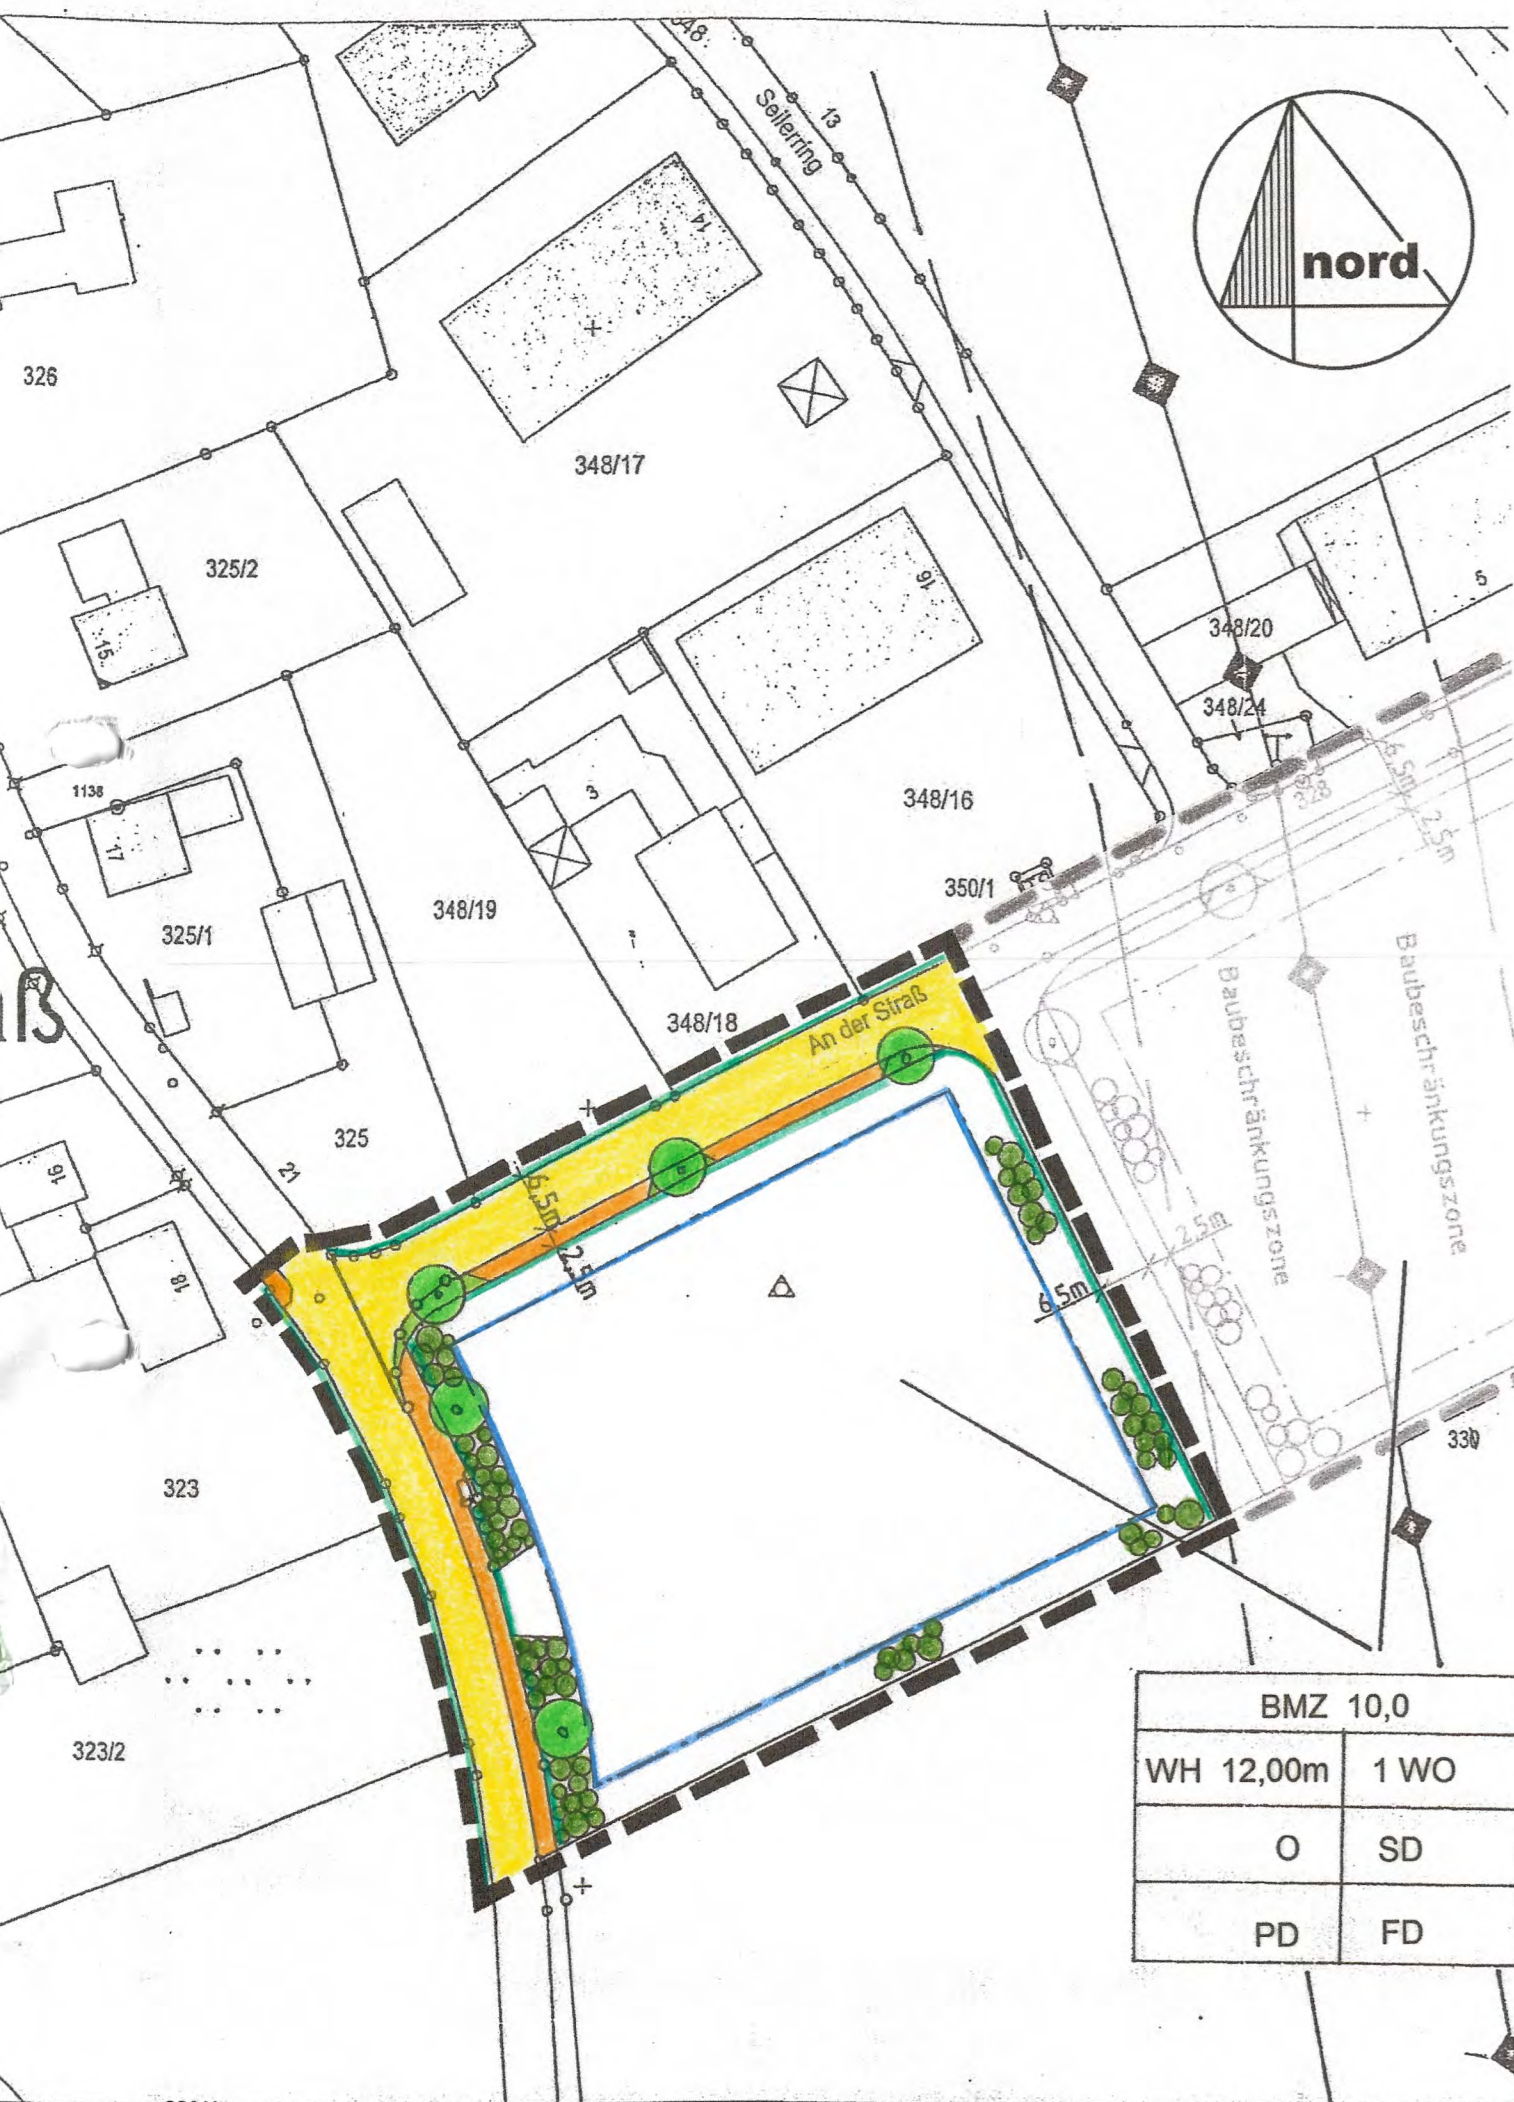 13
Seilerring
nord
14
326
348/17
325/2
16
5
15
348/20
348/24
1138
3
17
348/16
6,5m
2,5m
350/1
348/19
325/1
ß
348/18
An der Straß
Baubeschränkungszone
Baubeschränkungszone
325
21
16
6,5m
2,5m
2,5m
6,5m
18
330
323
BMZ 10,0
323/2
WH 12,00m 1 WO
O SD
PD FD